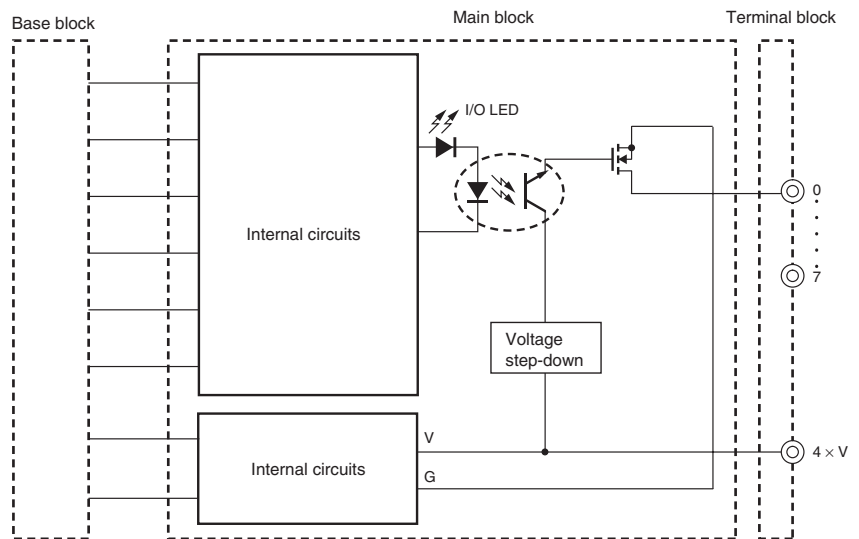 Base block
Main block
Terminal block
I/O LED
0
7
Internal circuits
Voltage
step-down
Internal circuits
V
G
4 × V